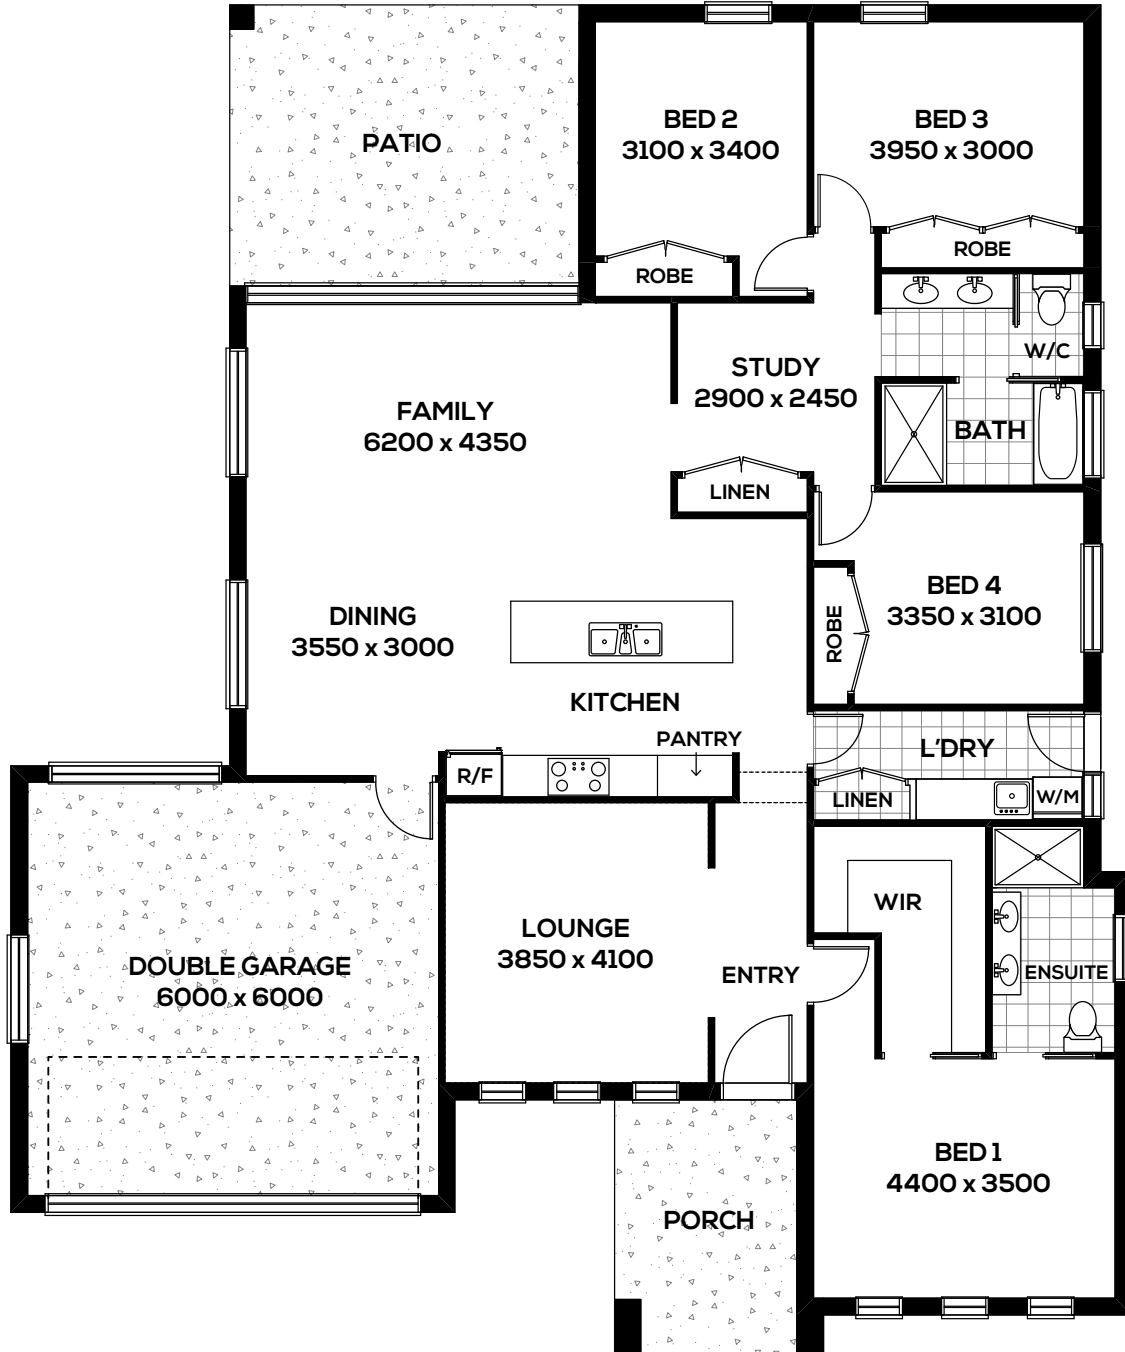 PATIO
BED 2
3100 x 3400
BED 3
3950 x 3000
ROBE
ROBE
W/C
STUDY
2900 x 2450
FAMILY
6200 x 4350
BATH
LINEN
BED 4
3350 x 3100
ROBE
DINING
3550 x 3000
KITCHEN
PANTRY
L'DRY
R/F
LINEN
W/M
WIR
LOUNGE
3850 x 4100
ENTRY
ENSUITE
DOUBLE GARAGE
6000 x 6000
BED 1
4400 x 3500
PORCH